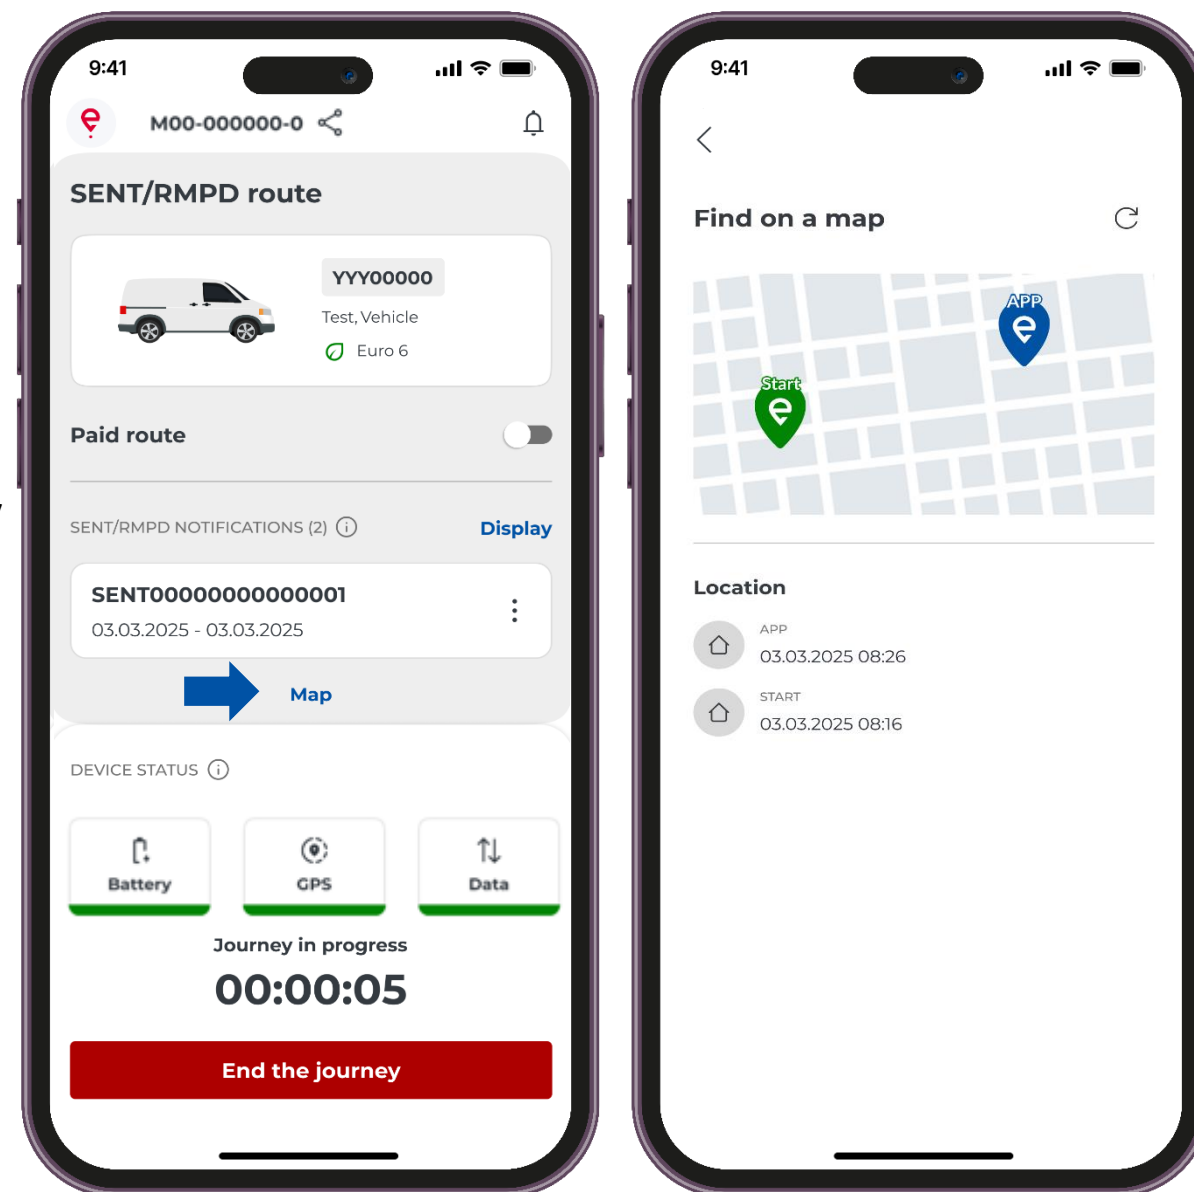 9:41
M00-000000-0
SENT/RMPD route
YYY00000
Test, Vehicle
Euro 6
Paid route
SENT/RMPD NOTIFICATIONS (2)
Display
SENT00000000000001
03.03.2025 - 03.03.2025
Map
DEVICE STATUS
Battery
GPS
Data
Journey in progress
00:00:05
End the journey
9:41
Find on a map
APP
Start
Location
APP
03.03.2025 08:26
START
03.03.2025 08:16